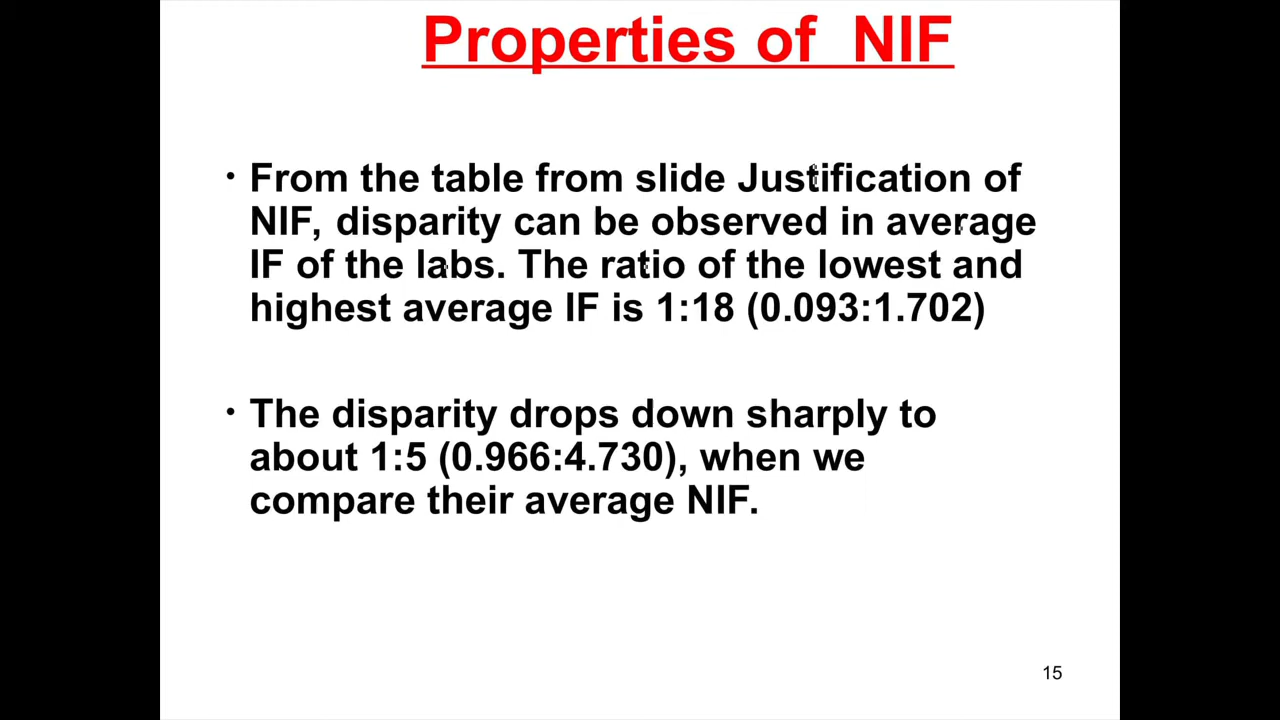 Properties of  NIF
• From the table from slide Justification of
NIF, disparity can be observed in average
IF of the labs. The ratio of the lowest and
highest average IF is 1:18 (0.093:1.702)
• The disparity drops down sharply to
about 1:5 (0.966:4.730), when we
compare their average NIF.
15